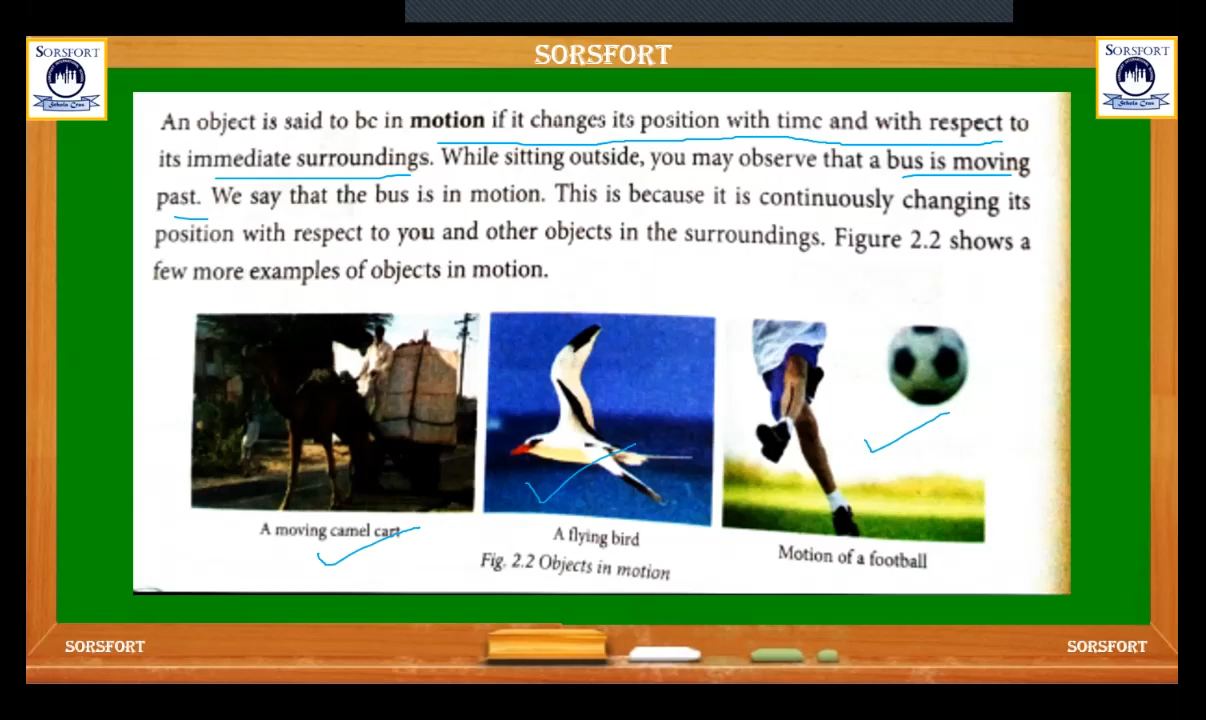 SORSFORT
SORSFORT
SORSFORT
Schola Crux
Schola Crux
An object is said to be in motion if it changes its position with time and with respect to
its immediate surroundings. While sitting outside, you may observe that a bus is moving
past. We say that the bus is in motion. This is because it is continuously changing its
position with respect to you and other objects in the surroundings. Figure 2.2 shows a
few more examples of objects in motion.
A moving camel cart
A flying bird
Motion of a football
Fig. 2.2 Objects in motion
SORSFORT
SORSFORT